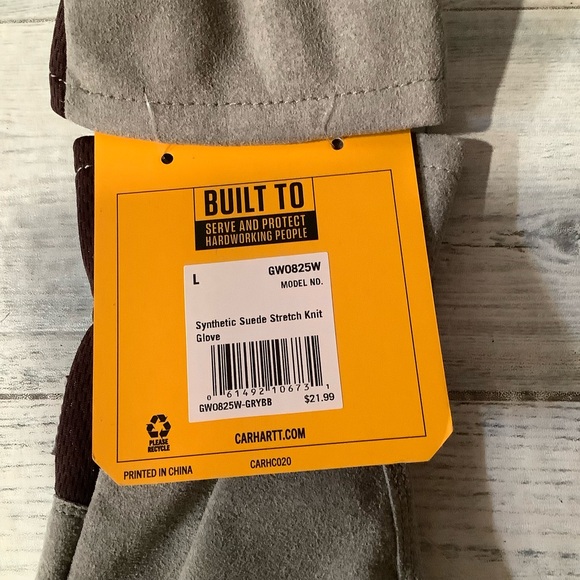 BUILT TO
SERVE AND PROTECT
HARDWORKING PEOPLE
L GW0825W
MODEL NO.
Synthetic Suede Stretch Knit
Glove
0 61492 10673 1
GW0825W-GRYBB $21.99
PLEASE
RECYCLE
CARHARTT.COM
PRINTED IN CHINA CARHC020